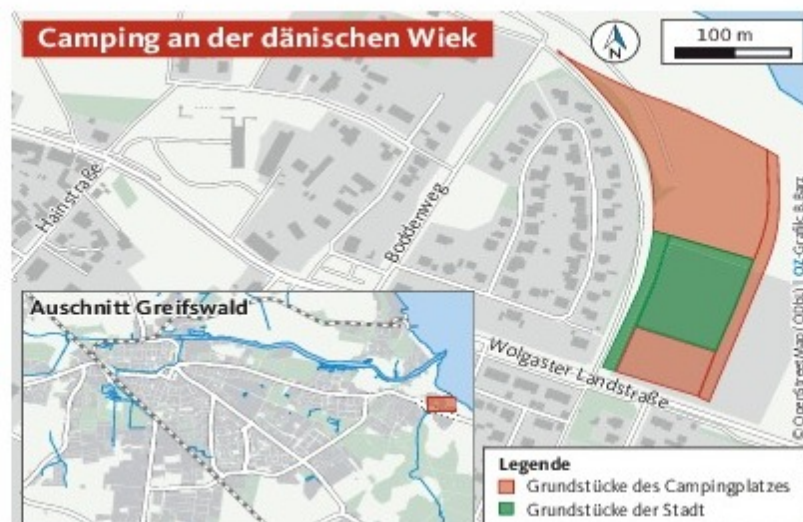 Camping an der dänischen Wiek
N
100 m
Hainstraße
Boddenweg
Wolgaster Landstraße
Auschnitt Greifswald
© OpenStreetMap (ODbL) | OZ-Grafik: B. Barz
Legende
Grundstücke des Campingplatzes
Grundstücke der Stadt